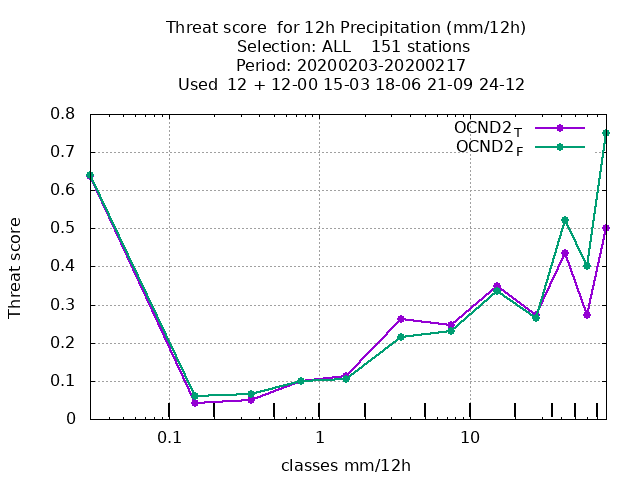 Threat score  for 12h Precipitation (mm/12h)
Selection: ALL    151 stations
Period: 20200203-20200217
Used  12 + 12-00 15-03 18-06 21-09 24-12
OCND2_T
OCND2_F
0.8
0.7
0.6
0.5
0.4
0.3
0.2
0.1
0
Threat score
0.1 1 10
classes mm/12h